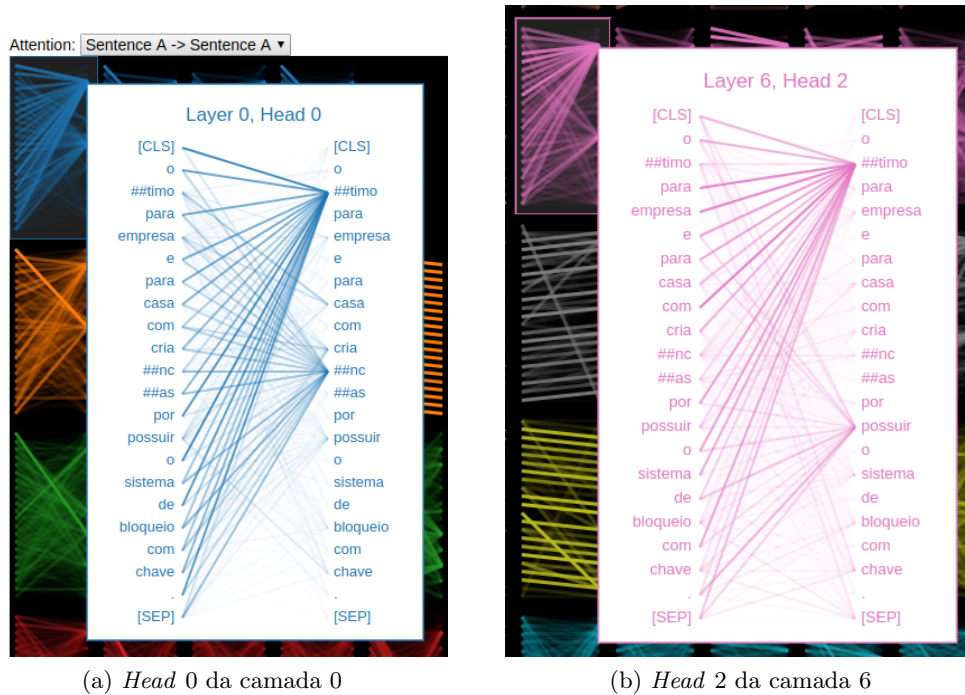 Attention: Sentence A -> Sentence A ▾
Layer 0, Head 0
[CLS] [CLS]
o o
##timo ##timo
para para
empresa empresa
e e
para para
casa casa
com com
cria cria
##nc ##nc
##as ##as
por por
possuir possuir
o o
sistema sistema
de de
bloqueio bloqueio
com com
chave chave
. .
[SEP] [SEP]
(a) Head 0 da camada 0
Layer 6, Head 2
[CLS] [CLS]
o o
##timo ##timo
para para
empresa empresa
e e
para para
casa casa
com com
cria cria
##nc ##nc
##as ##as
por por
possuir possuir
o o
sistema sistema
de de
bloqueio bloqueio
com com
chave chave
. .
[SEP] [SEP]
(b) Head 2 da camada 6